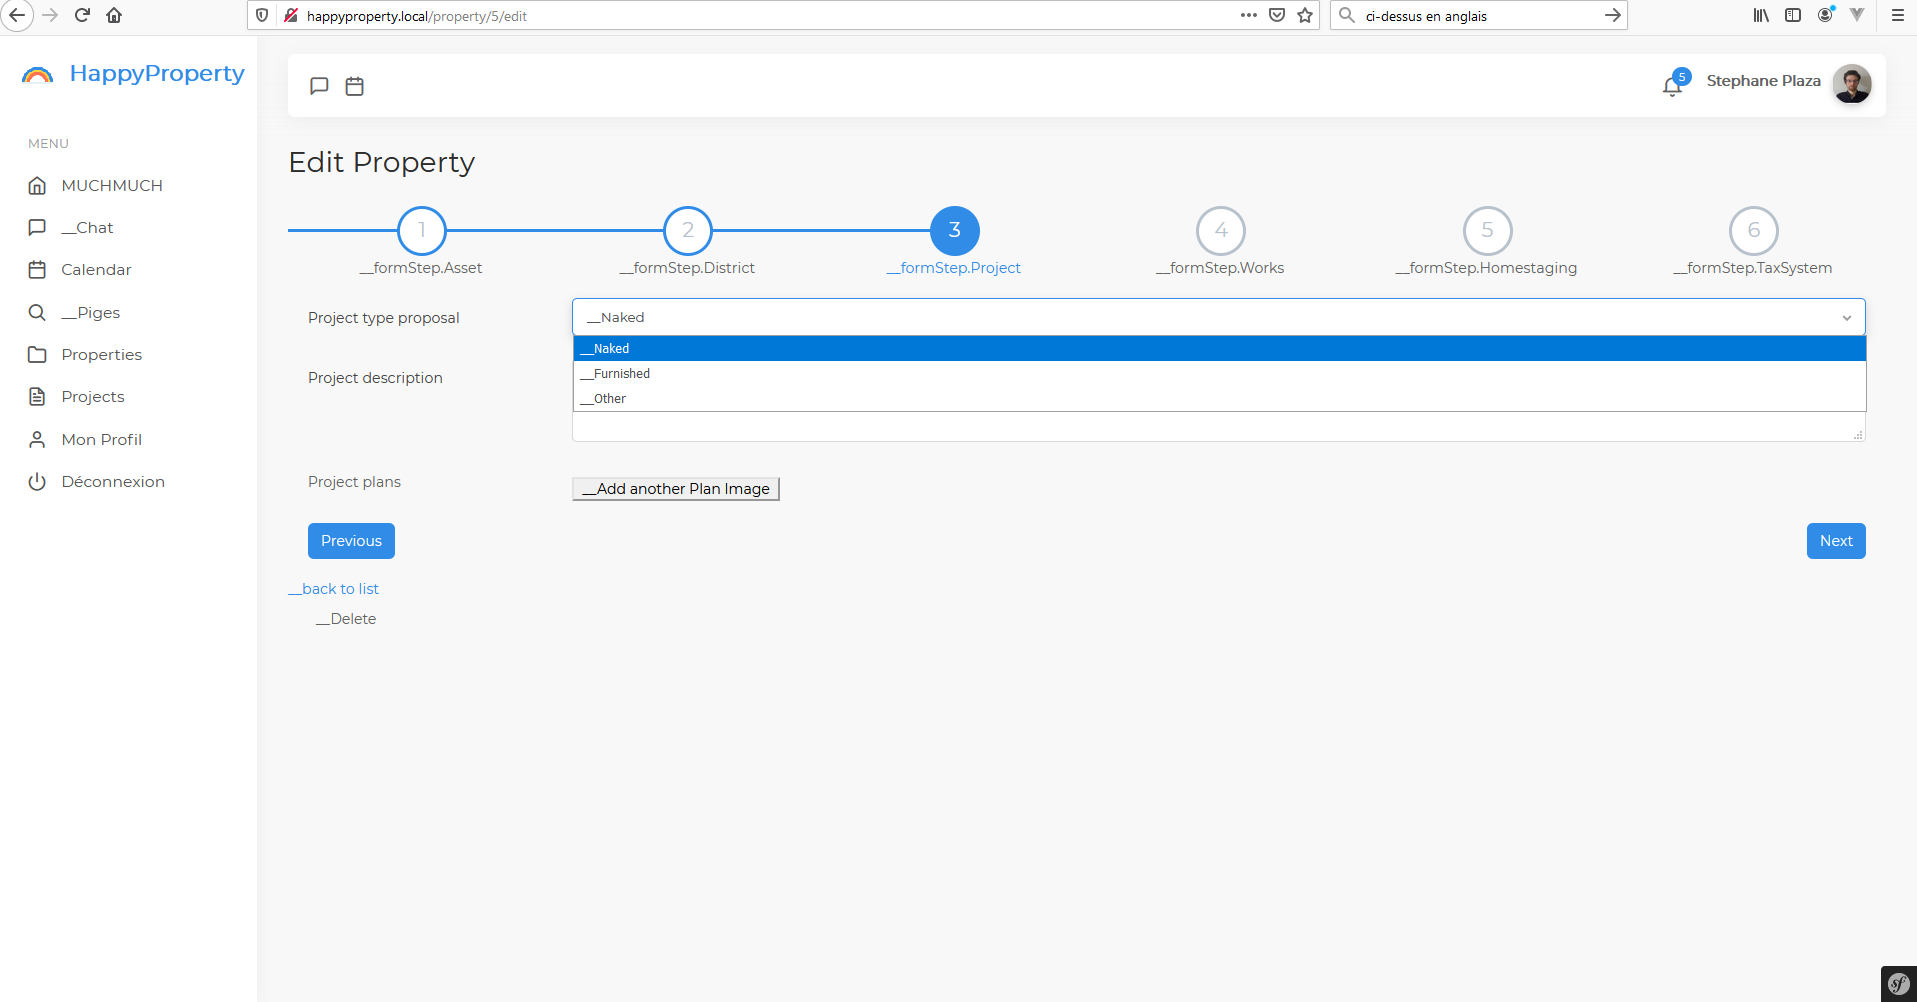 happyproperty.local/property/5/edit
ci-dessus en anglais
HappyProperty
5
Stephane Plaza
MENU
MUCHMUCH
__Chat
Calendar
__Piges
Properties
Projects
Mon Profil
Déconnexion
Edit Property
1
2
3
4
5
6
__formStep.Asset
__formStep.District
__formStep.Project
__formStep.Works
__formStep.Homestaging
__formStep.TaxSystem
Project type proposal
__Naked
__Naked
__Furnished
__Other
Project description
Project plans
__Add another Plan Image
Previous
Next
__back to list
__Delete
sf